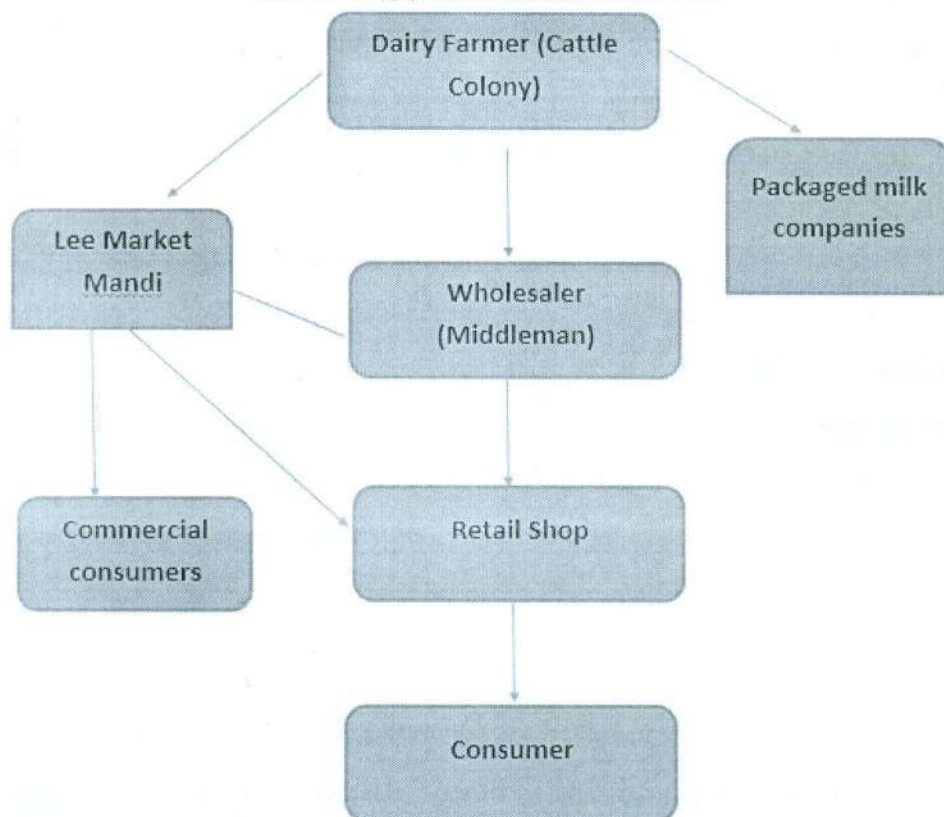 Dairy Farmer (Cattle
Colony)
Packaged milk
companies
Lee Market
Mandi
Wholesaler
(Middleman)
Commercial
consumers
Retail Shop
Consumer